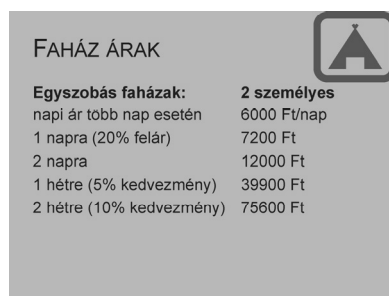 FAHÁZ ÁRAK
Egyszobás faházak: 2 személyes
napi ár több nap esetén 6000 Ft/nap
1 napra (20% felár) 7200 Ft
2 napra 12000 Ft
1 hétre (5% kedvezmény) 39900 Ft
2 hétre (10% kedvezmény) 75600 Ft